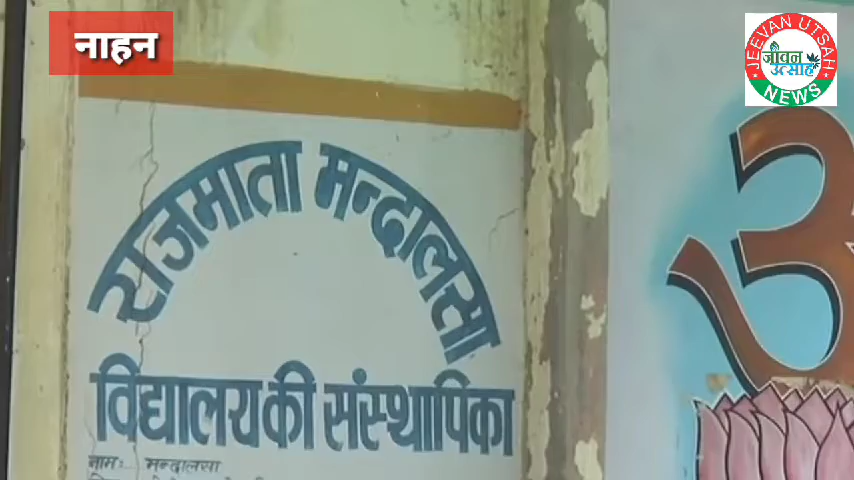 नाहन
JEEVAN UTSAH
जीवन
उत्साह
NEWS
राजमाता मन्दालसा
विद्यालय की संस्थापिका
नाम: मन्दालसा